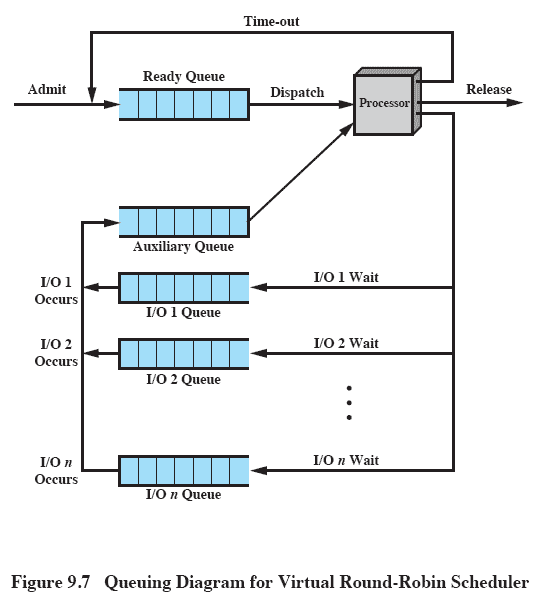 Time-out
Ready Queue
Admit
Dispatch
Processor
Release
Auxiliary Queue
I/O 1
Occurs
I/O 1 Wait
I/O 1 Queue
I/O 2
Occurs
I/O 2 Wait
I/O 2 Queue
I/O n
Occurs
I/O n Wait
I/O n Queue
Figure 9.7 Queuing Diagram for Virtual Round-Robin Scheduler